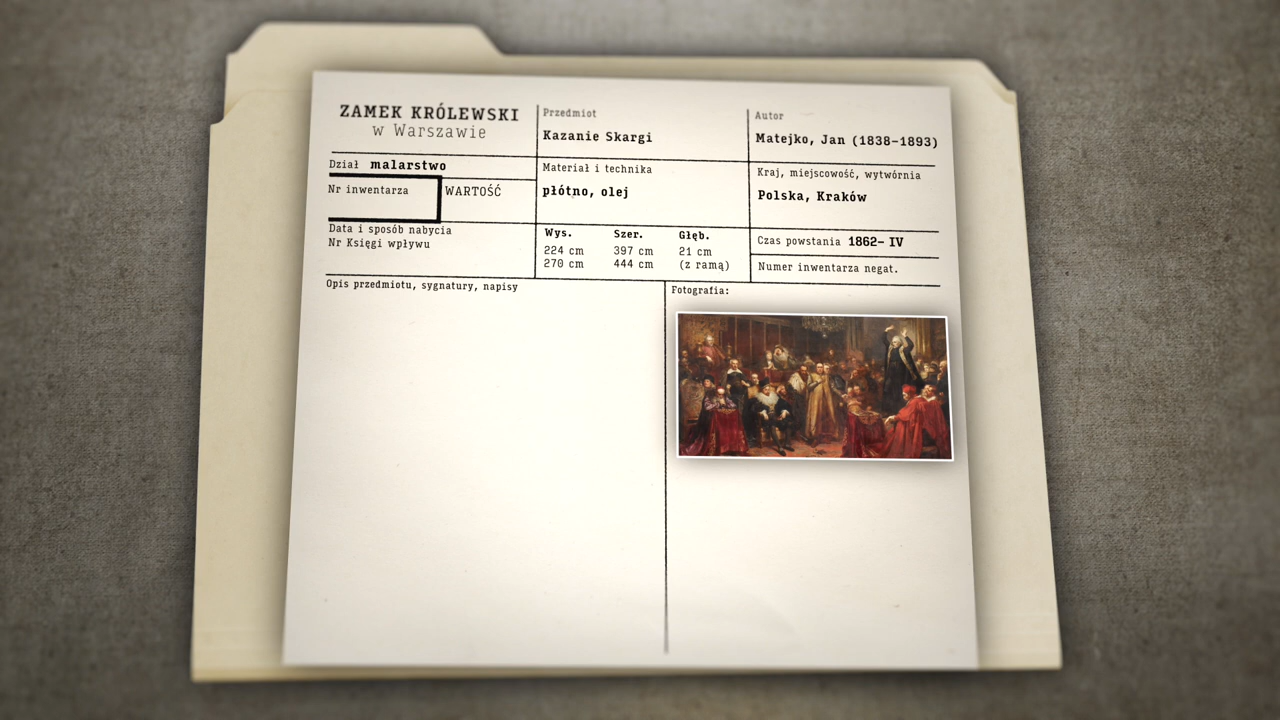 ZAMEK KRÓLEWSKI
w Warszawie
Przedmiot
Kazanie Skargi
Autor
Matejko, Jan (1838-1893)
Dział malarstwo
Materiał i technika
płótno, olej
Kraj, miejscowość, wytwórnia
Polska, Kraków
Nr inwentarza
WARTOŚĆ
Data i sposób nabycia
Nr Księgi wpływu
Wys. Szer. Głęb.
224 cm 397 cm 21 cm
270 cm 444 cm (z ramą)
Czas powstania 1862- IV
Numer inwentarza negat.
Opis przedmiotu, sygnatury, napisy
Fotografia: